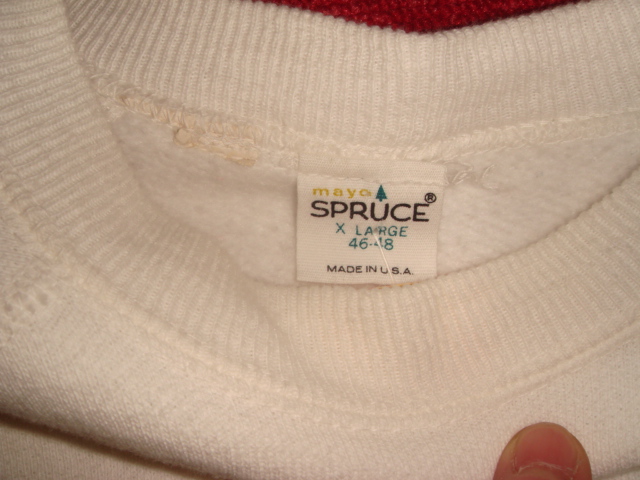 mayo
SPRUCE®
X LARGE
46-48
MADE IN U.S.A.